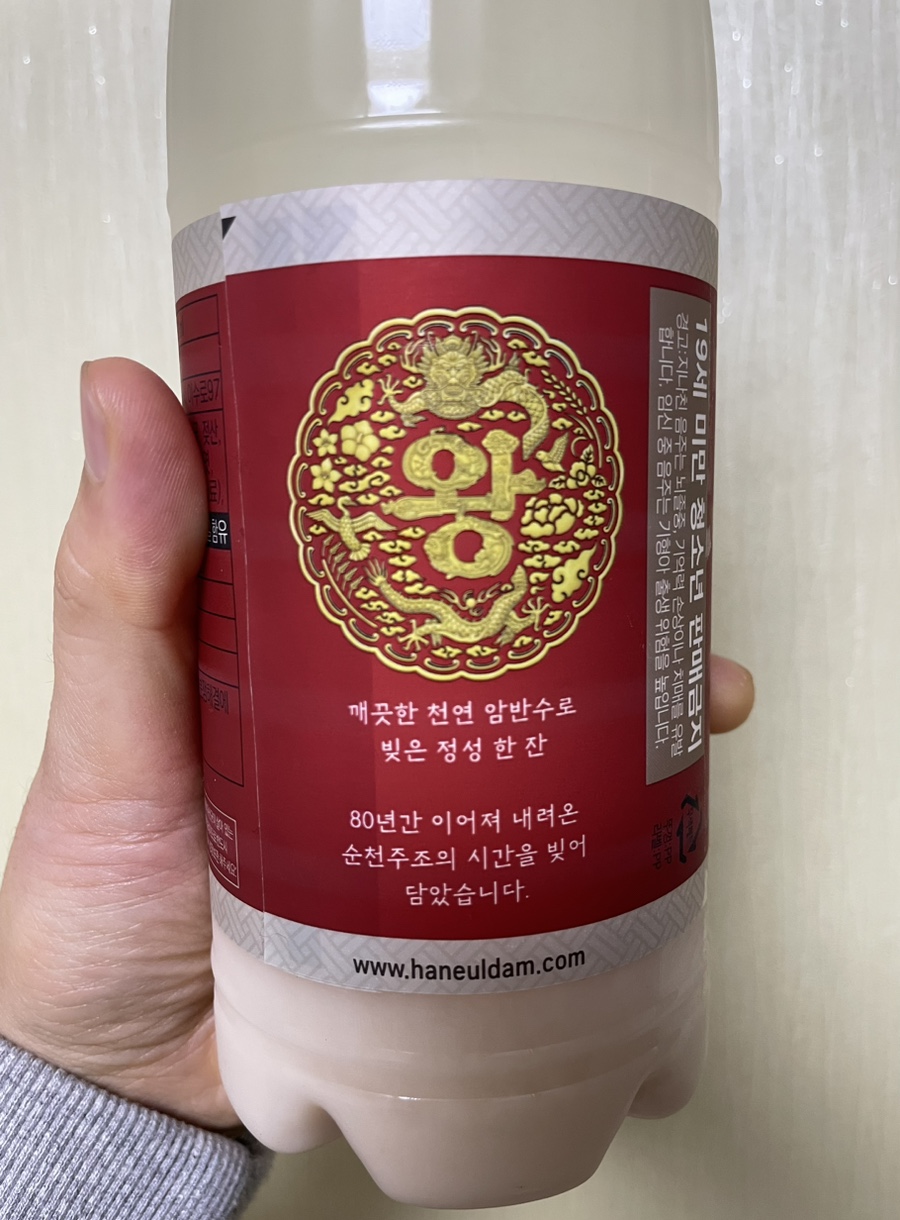 왕
깨끗한 천연 암반수로
빚은 정성 한 잔
80년간 이어져 내려온
순천주조의 시간을 빚어
담았습니다.
www.haneuldam.com
19세 미만 청소년 판매금지
경고:지나친 음주는 뇌졸중, 기억력 손상이나 치매를 유발
합니다. 임신 중 음주는 기형아 출생 위험을 높입니다.